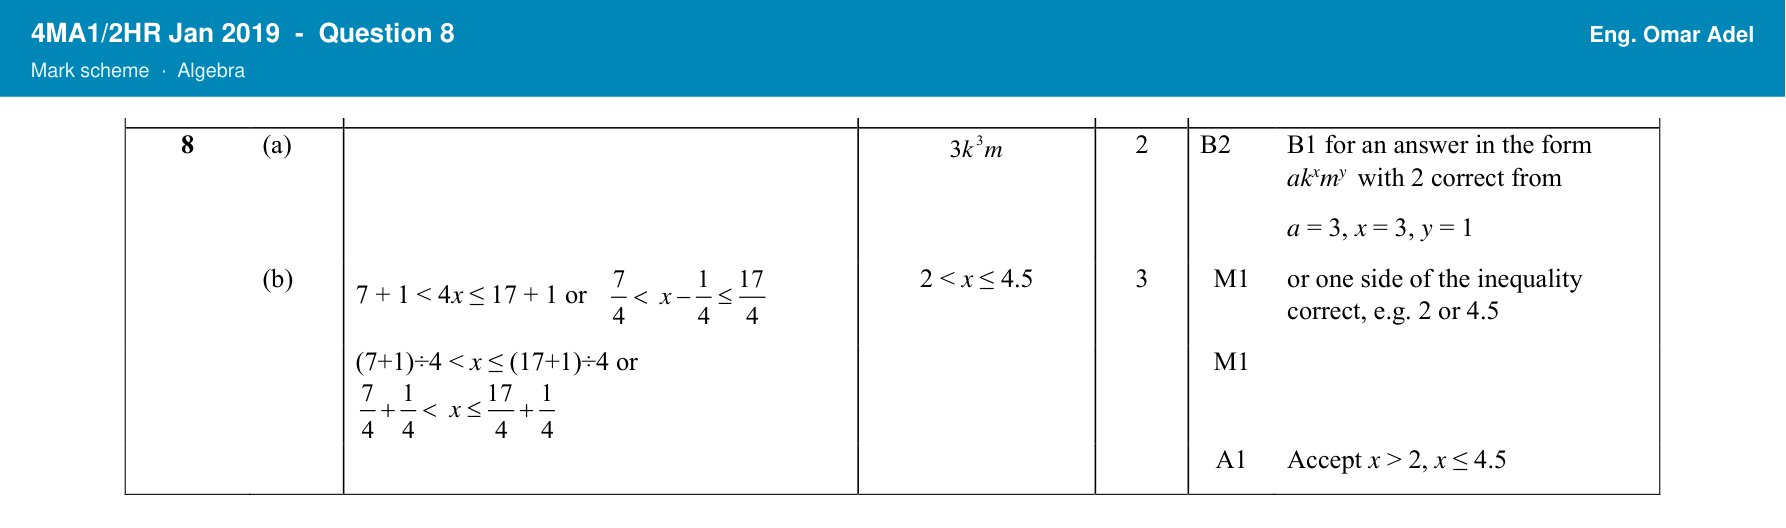 4MA1/2HR Jan 2019 - Question 8
Eng. Omar Adel
Mark scheme · Algebra
8 (a) 3k³m 2 B2 B1 for an answer in the form
akˣmʸ with 2 correct from
a = 3, x = 3, y = 1
(b) 7 + 1 < 4x ≤ 17 + 1 or 7/4 < x − 1/4 ≤ 17/4 2 < x ≤ 4.5 3 M1 or one side of the inequality
correct, e.g. 2 or 4.5
(7+1)÷4 < x ≤ (17+1)÷4 or M1
7/4 + 1/4 < x ≤ 17/4 + 1/4
A1 Accept x > 2, x ≤ 4.5